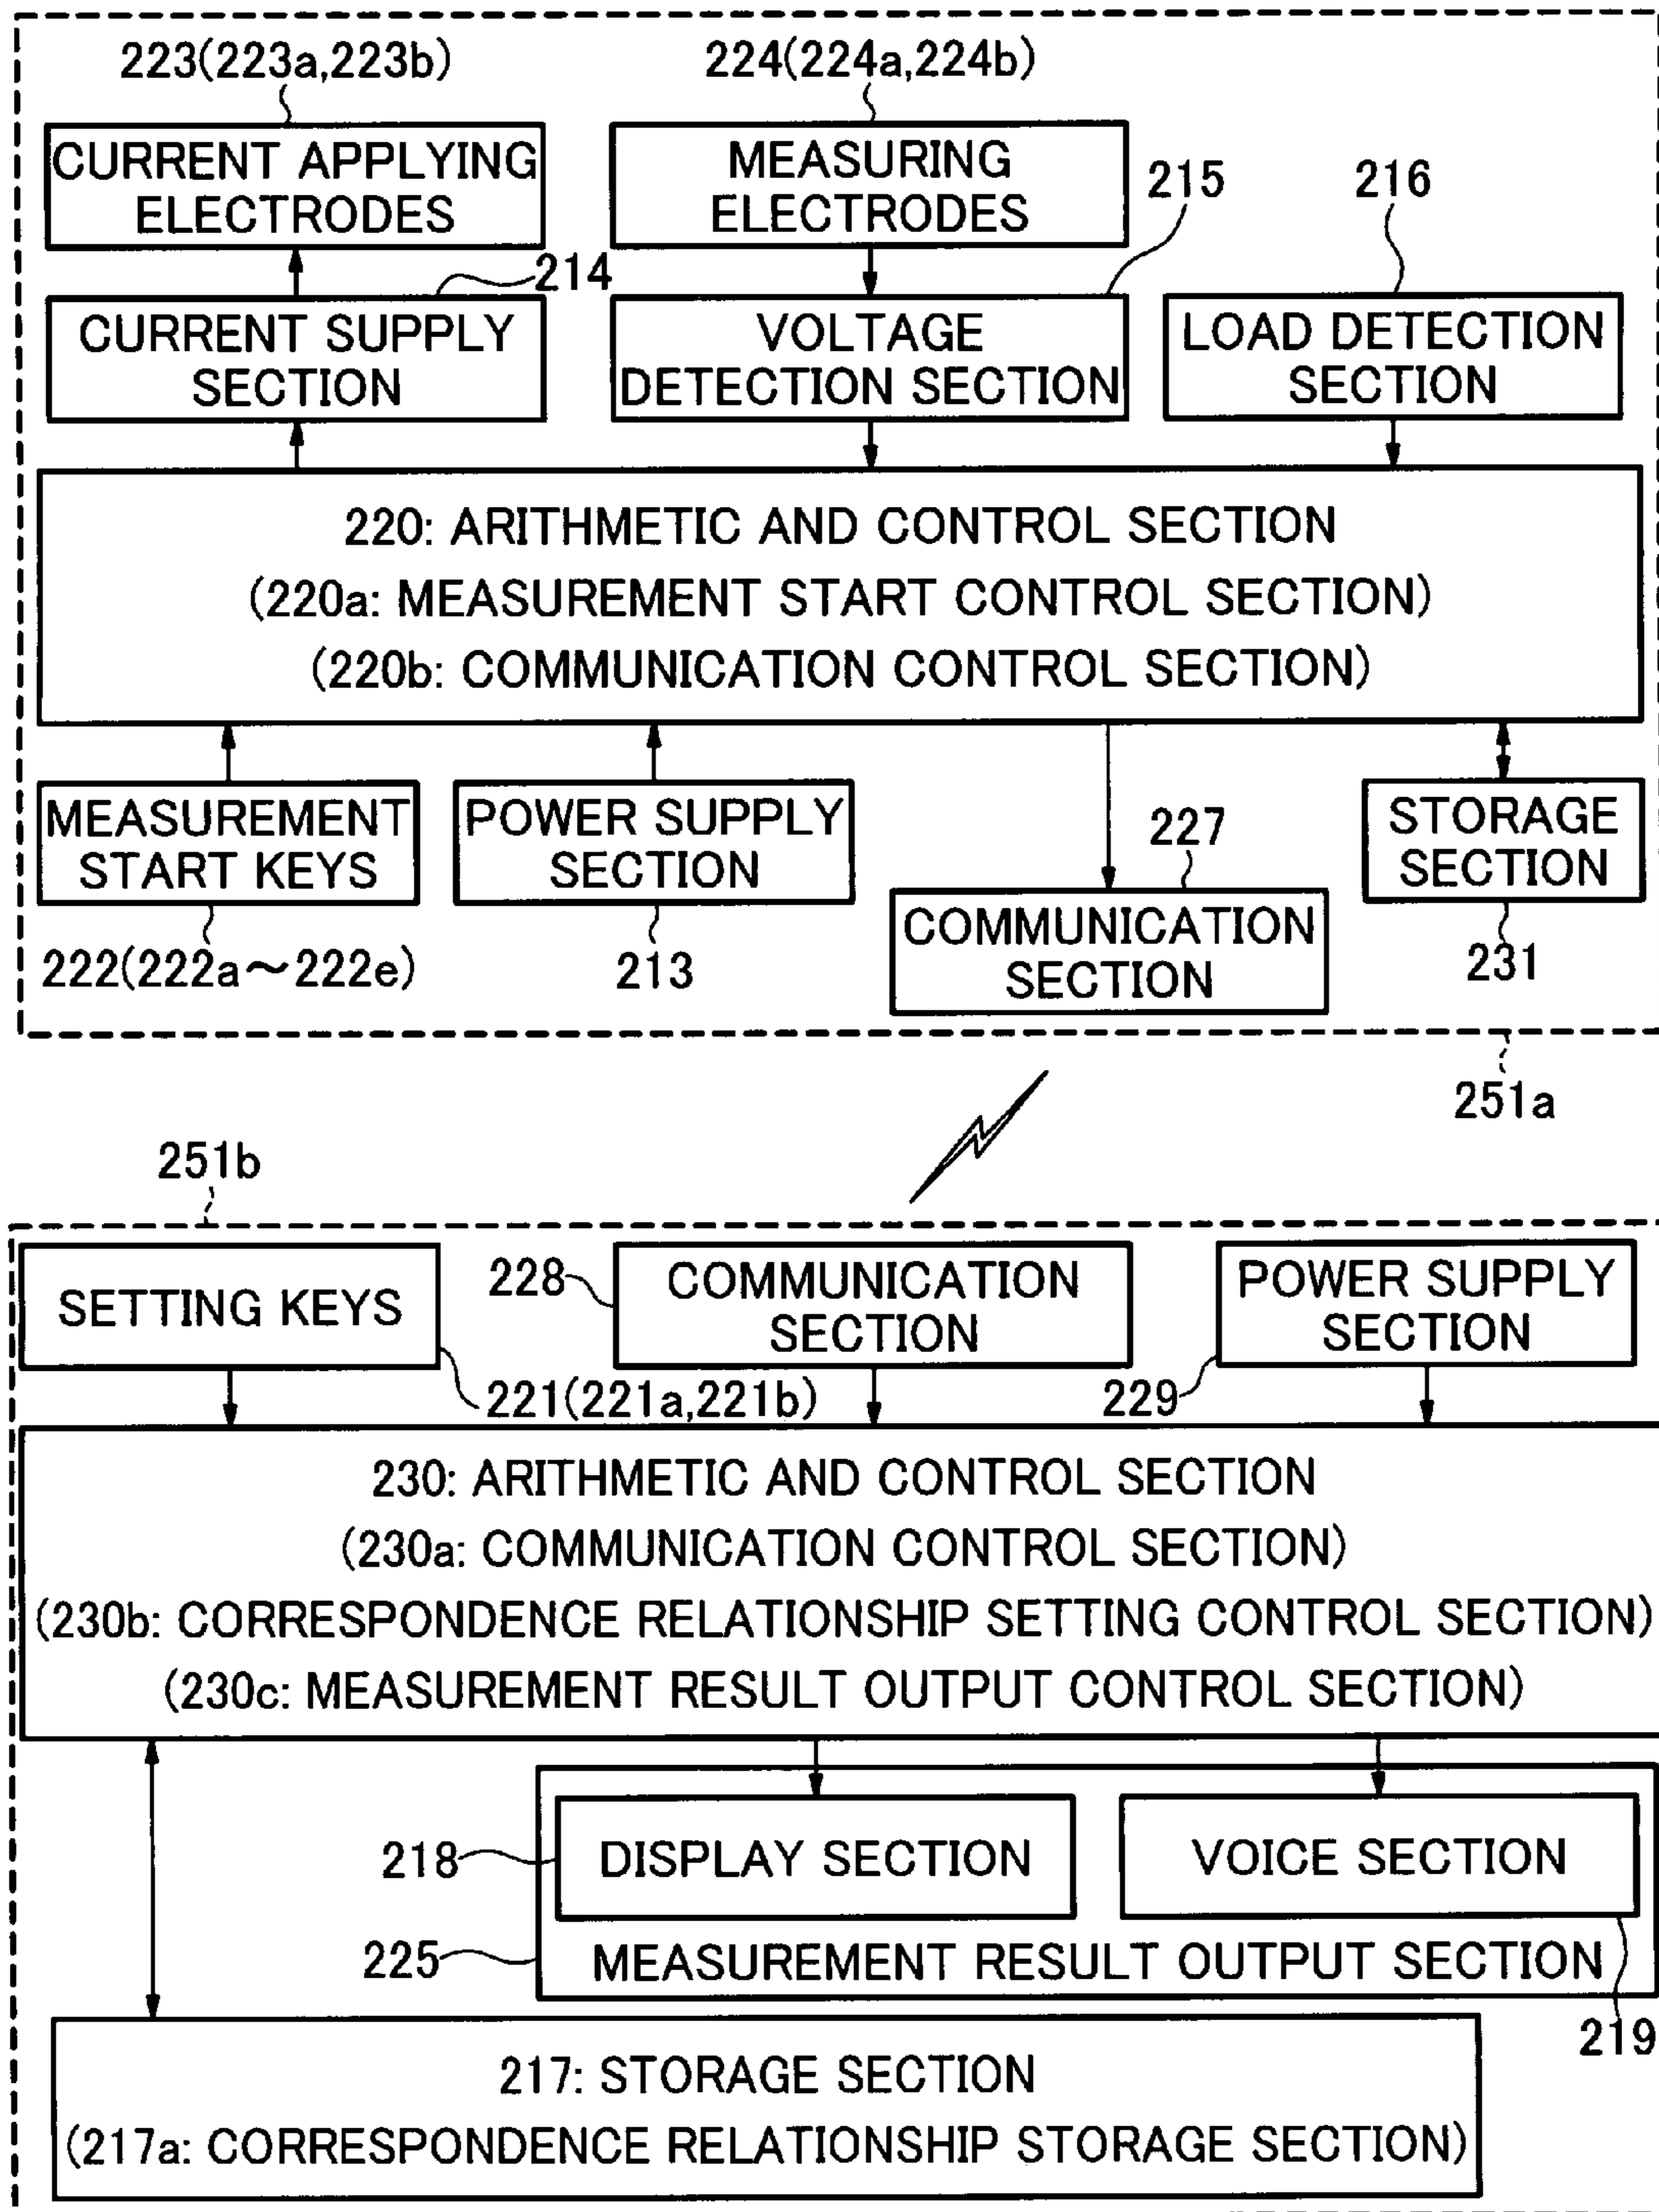 223(223a,223b)
224(224a,224b)
CURRENT APPLYING
ELECTRODES
MEASURING
ELECTRODES
215
216
214
CURRENT SUPPLY
SECTION
VOLTAGE
DETECTION SECTION
LOAD DETECTION
SECTION
220: ARITHMETIC AND CONTROL SECTION
(220a: MEASUREMENT START CONTROL SECTION)
(220b: COMMUNICATION CONTROL SECTION)
MEASUREMENT
START KEYS
POWER SUPPLY
SECTION
227
STORAGE
SECTION
COMMUNICATION
SECTION
222(222a～222e)
213
231
251a
251b
SETTING KEYS
228
COMMUNICATION
SECTION
POWER SUPPLY
SECTION
221(221a,221b)
229
230: ARITHMETIC AND CONTROL SECTION
(230a: COMMUNICATION CONTROL SECTION)
(230b: CORRESPONDENCE RELATIONSHIP SETTING CONTROL SECTION)
(230c: MEASUREMENT RESULT OUTPUT CONTROL SECTION)
218
DISPLAY SECTION
VOICE SECTION
225
MEASUREMENT RESULT OUTPUT SECTION
219
217: STORAGE SECTION
(217a: CORRESPONDENCE RELATIONSHIP STORAGE SECTION)